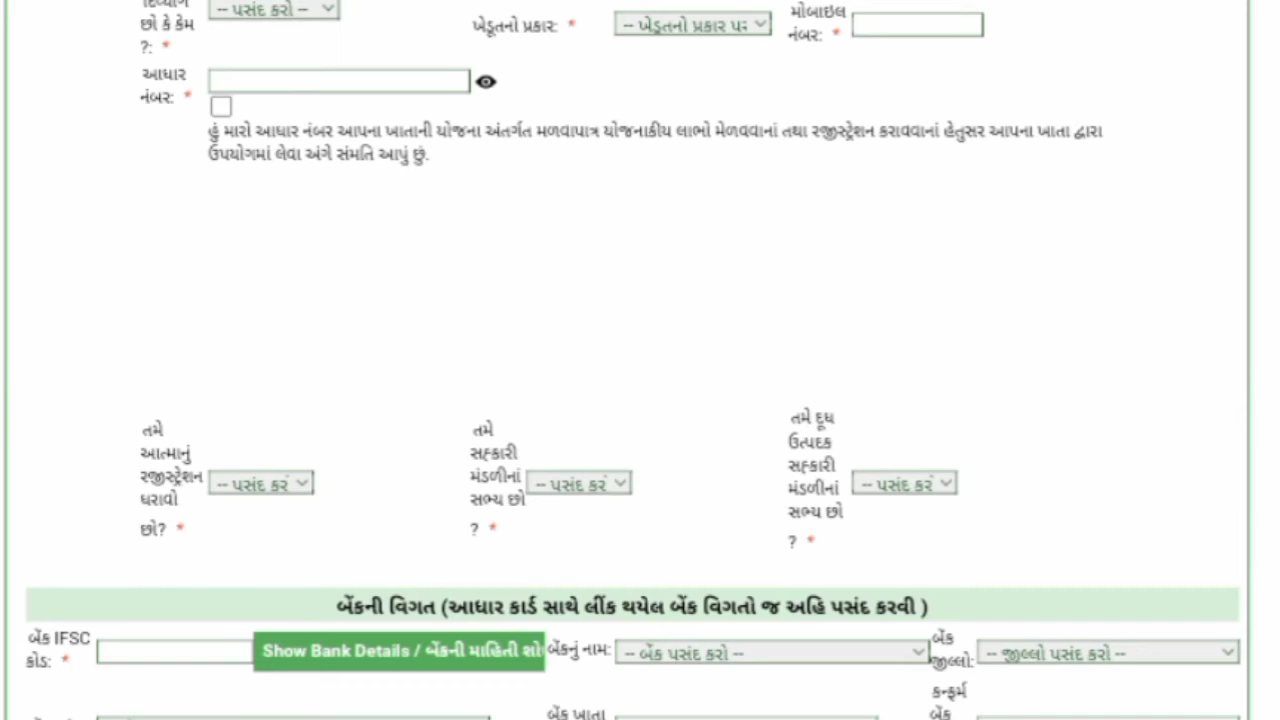 દિવ્યાંગ
છો કે કેમ
?: *
-- પસંદ કરો --
ખેડૂતનો પ્રકાર: *
-- ખેડૂતનો પ્રકાર
મોબાઇલ
નંબર: *
આધાર
નંબર: *
હું મારો આધાર નંબર આપના ખાતાની યોજના અંતર્ગત મળવાપાત્ર યોજનાકીય લાભો મેળવવાનાં તથા રજીસ્ટ્રેશન કરાવવાનાં હેતુસર આપના ખાતા દ્વારા
ઉપયોગમાં લેવા અંગે સંમતિ આપું છું.
તમે
આત્માનું
રજીસ્ટ્રેશન
ધરાવો
છો? *
-- પસંદ કર
તમે
સહ્કારી
મંડળીનાં
સભ્ય છો
? *
-- પસંદ કર
તમે દૂધ
ઉત્પદક
સહ્કારી
મંડળીનાં
સભ્ય છો
? *
-- પસંદ કર
બેંકની વિગત (આધાર કાર્ડ સાથે લીંક થયેલ બેંક વિગતો જ અહિ પસંદ કરવી )
બેંક IFSC
કોડ: *
Show Bank Details / બેંકની માહિતી શો
બેંકનું નામ:
-- બેંક પસંદ કરો --
બેંક
જીલ્લો:
-- જીલ્લો પસંદ કરો --
બેંક ખાતા
કન્ફર્મ
બેંક